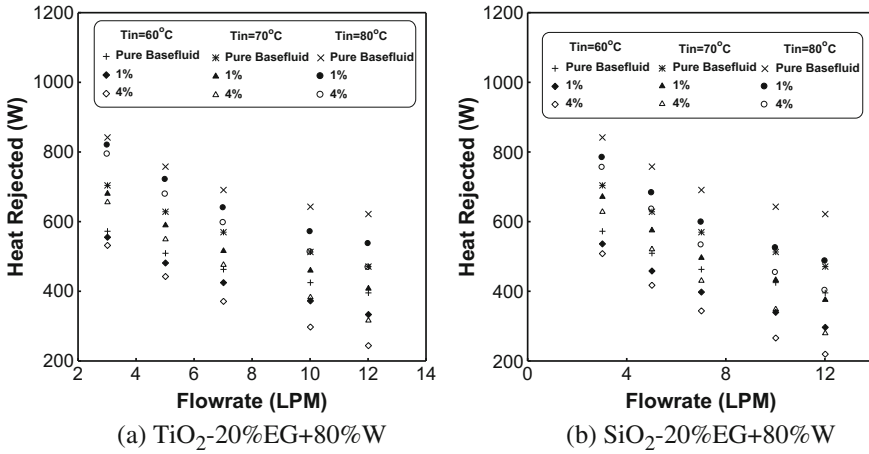 1200
1000
800
600
400
200
Heat Rejected (W)
Tin=60°C Tin=70°C Tin=80°C
Pure Basefluid Pure Basefluid Pure Basefluid
1% 1% 1%
4% 4% 4%
2 4 6 8 10 12 14
Flowrate (LPM)
(a) TiO₂-20%EG+80%W
1200
1000
800
600
400
200
Heat Rejected (W)
Tin=60°C Tin=70°C Tin=80°C
Pure Basefluid Pure Basefluid Pure Basefluid
1% 1% 1%
4% 4% 4%
0 4 8 12
Flowrate (LPM)
(b) SiO₂-20%EG+80%W